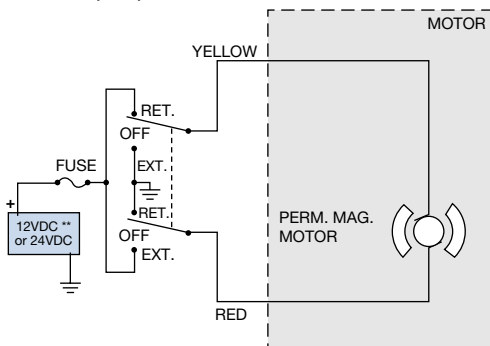 MOTOR
YELLOW
RET.
OFF
EXT.
FUSE
+
12VDC **
or 24VDC
RET.
OFF
EXT.
PERM. MAG.
MOTOR
RED